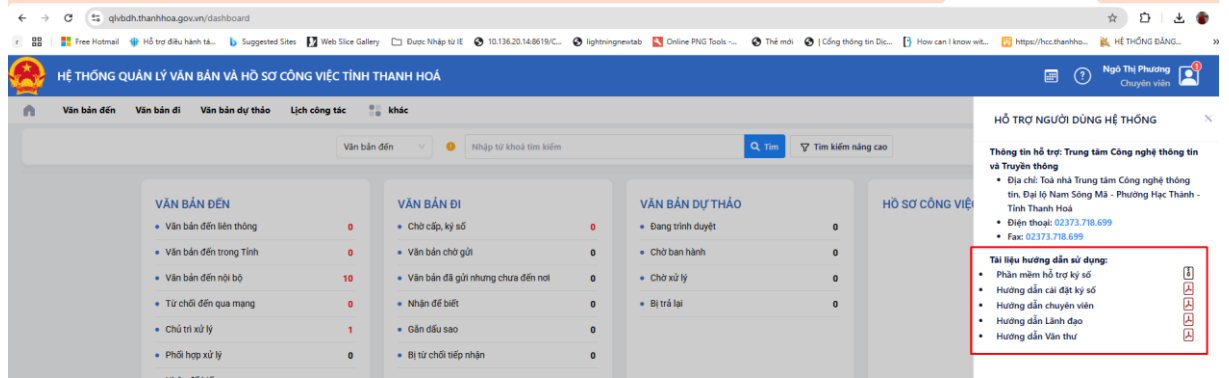 qlvbdh.thanhhoa.gov.vn/dashboard
Free Hotmail Hỗ trợ điều hành tá... Suggested Sites Web Slice Gallery Được Nhập từ IE 10.136.20.14:8619/C... lightningnewtab Online PNG Tools -... Thẻ mới | Cổng thông tin Dịc... How can I know wit... https://hcc.thanhho... HỆ THỐNG ĐĂNG... »
HỆ THỐNG QUẢN LÝ VĂN BẢN VÀ HỒ SƠ CÔNG VIỆC TỈNH THANH HOÁ
Ngô Thị Phương 1
Chuyên viên
Văn bản đến Văn bản đi Văn bản dự thảo Lịch công tác khác
Văn bản đến Nhập từ khoá tìm kiếm Tìm Tìm kiếm nâng cao
VĂN BẢN ĐẾN
• Văn bản đến liên thông 0
• Văn bản đến trong Tỉnh 0
• Văn bản đến nội bộ 10
• Từ chối đến qua mạng 0
• Chủ trì xử lý 1
• Phối hợp xử lý 0
VĂN BẢN ĐI
• Chờ cấp, ký số 0
• Văn bản chờ gửi 0
• Văn bản đã gửi nhưng chưa đến nơi 0
• Nhận để biết 0
• Gắn dấu sao 0
• Bị từ chối tiếp nhận 0
VĂN BẢN DỰ THẢO
• Đang trình duyệt 0
• Chờ ban hành 0
• Chờ xử lý 0
• Bị trả lại 0
HỒ SƠ CÔNG VIỆ
HỖ TRỢ NGƯỜI DÙNG HỆ THỐNG
Thông tin hỗ trợ: Trung tâm Công nghệ thông tin
và Truyền thông
• Địa chỉ: Toà nhà Trung tâm Công nghệ thông
tin, Đại lộ Nam Sông Mã - Phường Hạc Thành -
Tỉnh Thanh Hoá
• Điện thoại: 02373.718.699
• Fax: 02373.718.699
Tài liệu hướng dẫn sử dụng:
• Phần mềm hỗ trợ ký số
• Hướng dẫn cài đặt ký số
• Hướng dẫn chuyên viên
• Hướng dẫn Lãnh đạo
• Hướng dẫn Văn thư